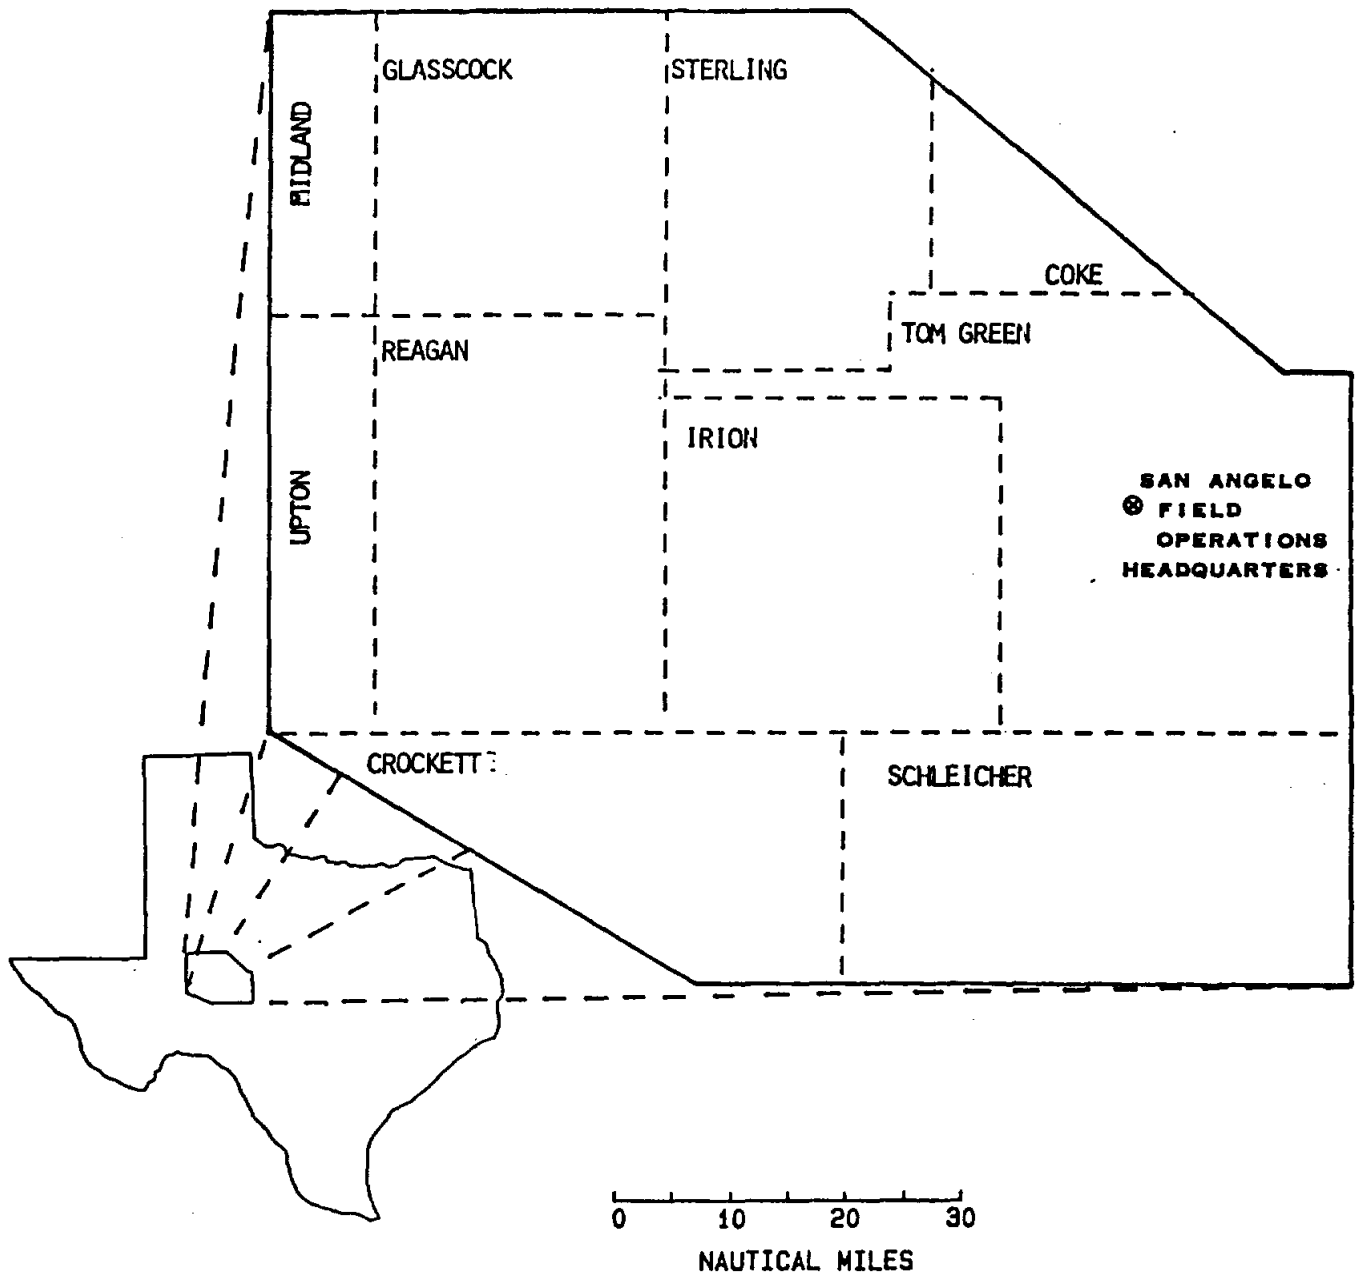 GLASSCOCK
STERLING
MIDLAND
COKE
TOM GREEN
REAGAN
IRION
UPTON
SAN ANGELO
FIELD
OPERATIONS
HEADQUARTERS
CROCKETT
SCHLEICHER
0 10 20 30
NAUTICAL MILES